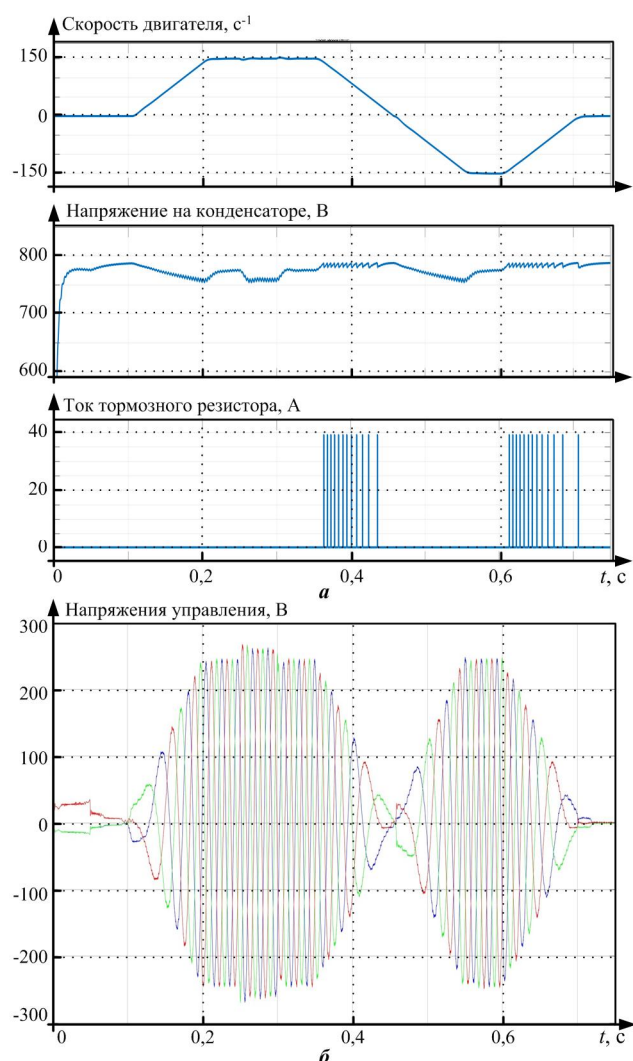 Скорость двигателя, с-1
150
0
-150
Напряжение на конденсаторе, В
800
700
600
Ток тормозного резистора, А
40
20
0
0 0,2 0,4 0,6 t, с
а
Напряжения управления, В
300
200
100
0
-100
-200
-300
0 0,2 0,4 0,6 t, с
б